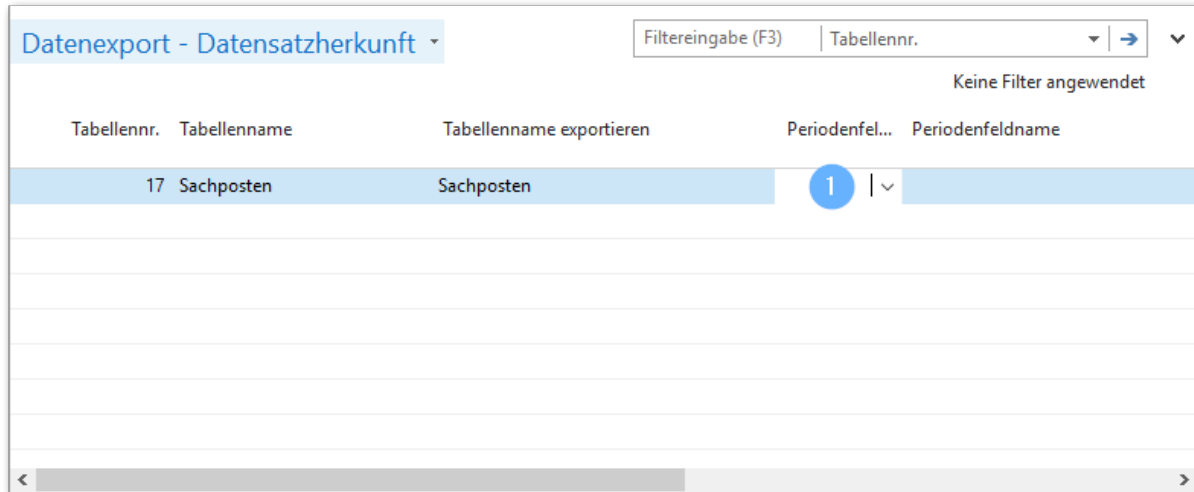 Datenexport - Datensatzherkunft
Filtereingabe (F3) Tabellennr.
Keine Filter angewendet
Tabellennr. Tabellenname Tabellenname exportieren Periodenfel... Periodenfeldname
17 Sachposten Sachposten 1